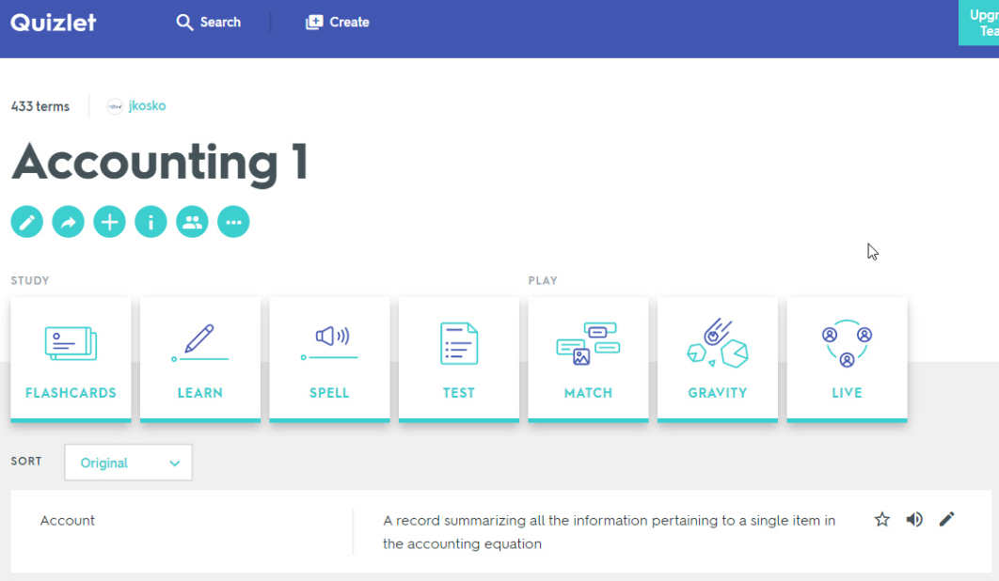 Quizlet
Search
Create
Upgr
Tea
433 terms
jkosko
Accounting 1
STUDY
PLAY
FLASHCARDS
LEARN
SPELL
TEST
MATCH
GRAVITY
LIVE
SORT
Original
Account
A record summarizing all the information pertaining to a single item in
the accounting equation